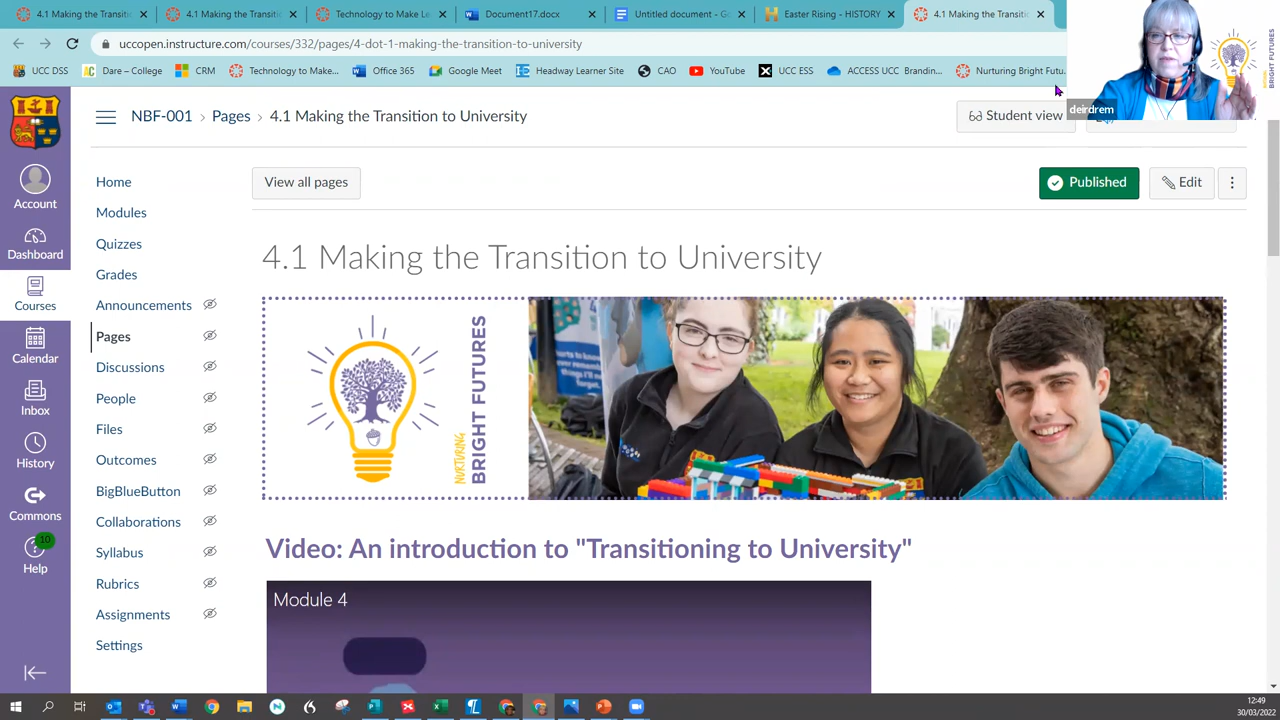 4.1 Making the Transiti
4.1 Making the Transiti
Technology to Make Le
Document17.docx
Untitled document - Go
Easter Rising - HISTORY
4.1 Making the Transitio
uccopen.instructure.com/courses/332/pages/4-dot-1-making-the-transition-to-university
UCC DSS
Dare – College
CRM
Technology to Make...
Office 365
Google Meet
Headway Learner Site
CAO
YouTube
UCC ESS
ACCESS UCC Brandin...
Nurturing Bright Futu...
BRIGHT FUTURES
deirdrem
NBF-001 › Pages › 4.1 Making the Transition to University
Student view
View all pages
Published
Edit
Account
Dashboard
Courses
Calendar
Inbox
History
Commons
10
Help
Home
Modules
Quizzes
Grades
Announcements
Pages
Discussions
People
Files
Outcomes
BigBlueButton
Collaborations
Syllabus
Rubrics
Assignments
Settings
4.1 Making the Transition to University
NURTURING
BRIGHT FUTURES
Video: An introduction to "Transitioning to University"
Module 4
12:49
30/03/2022